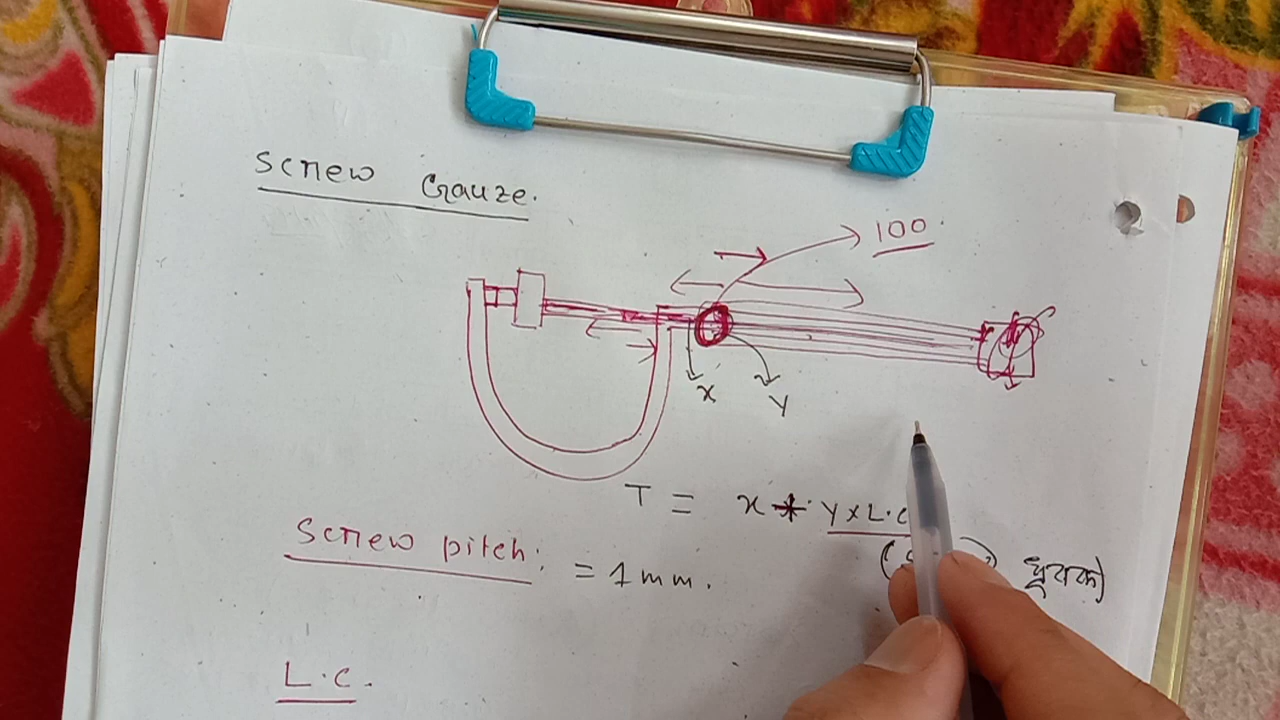 Screw Gauze.
100
X
Y
T = x + Y x L.C
Screw pitch: = 1 mm.
L.C.